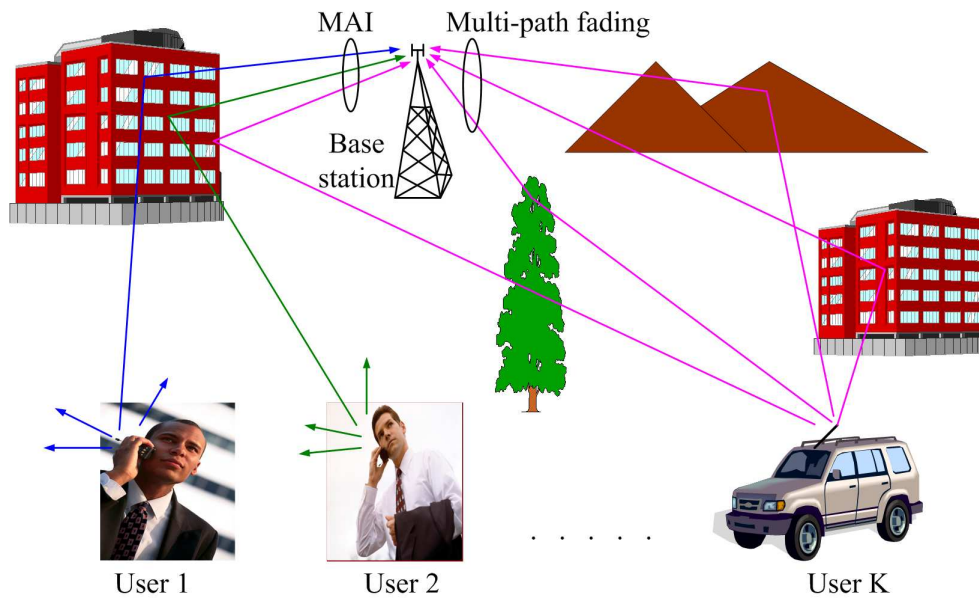 MAI
Multi-path fading
Base
station
. . . . .
User 1
User 2
User K